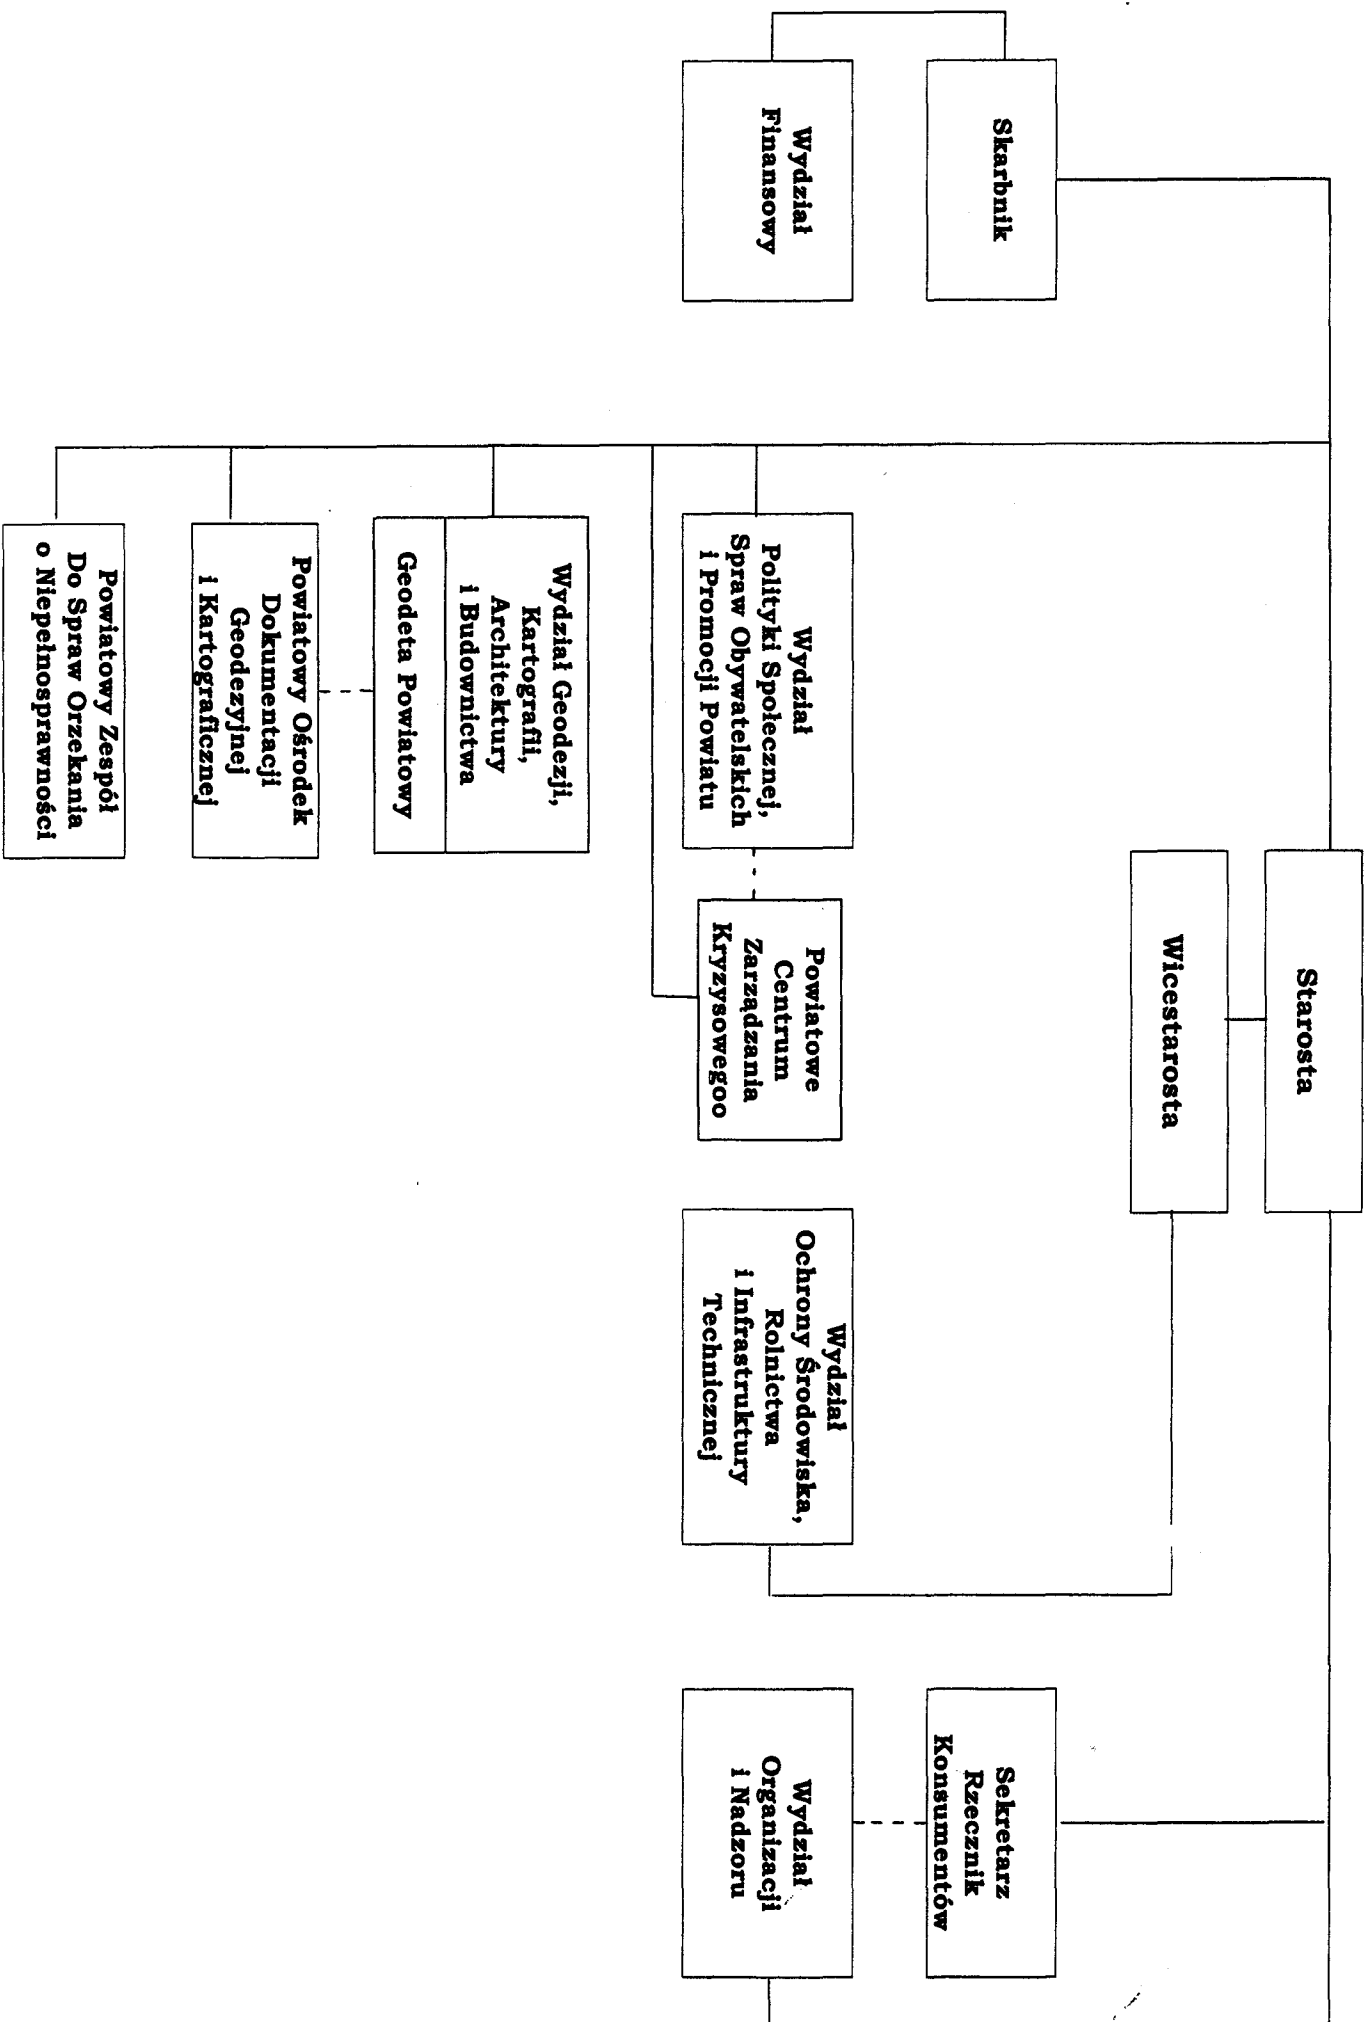 Starosta
Wicestarosta
Skarbnik
Sekretarz
Rzecznik
Konsumentów
Wydział
Finansowy
Wydział
Polityki Społecznej,
Spraw Obywatelskich
i Promocji Powiatu
Powiatowe
Centrum
Zarządzania
Kryzysowegoo
Wydział
Ochrony Środowiska,
Rolnictwa
i Infrastruktury
Technicznej
Wydział
Organizacji
i Nadzoru
Wydział Geodezji,
Kartografii,
Architektury
i Budownictwa
Geodeta Powiatowy
Powiatowy Ośrodek
Dokumentacji
Geodezyjnej
i Kartograficznej
Powiatowy Zespół
Do Spraw Orzekania
o Niepełnosprawności